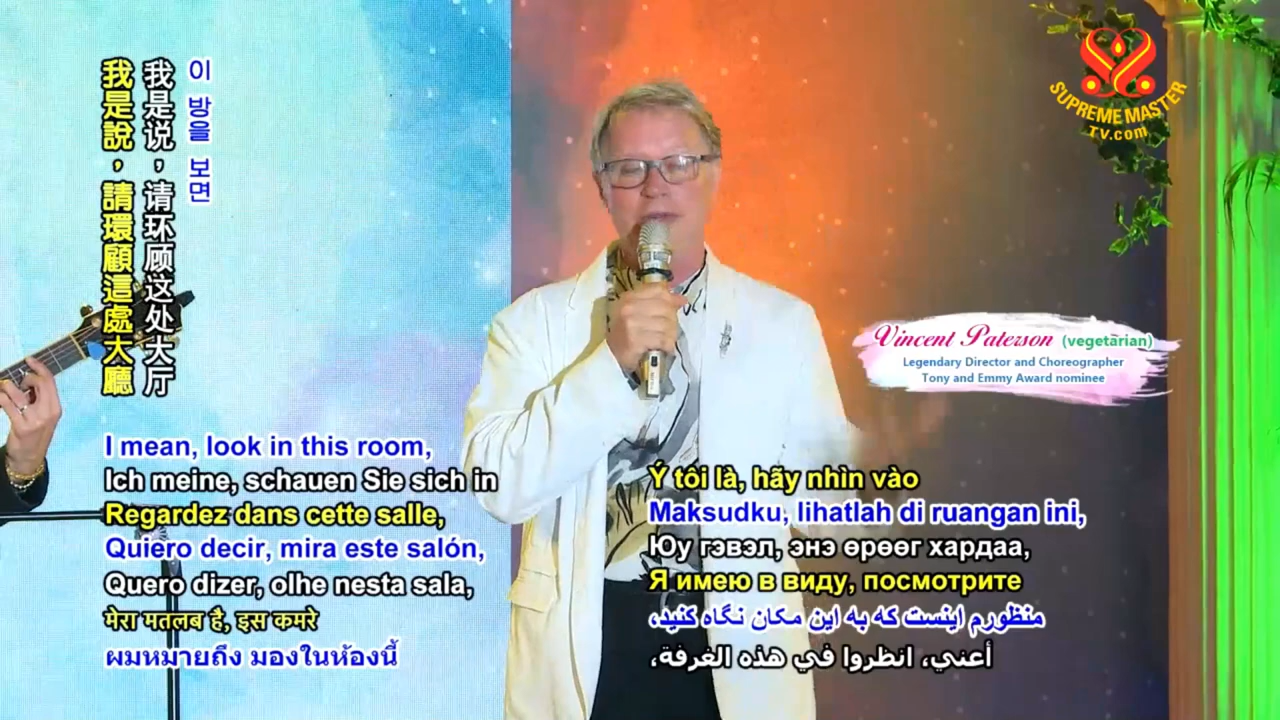 이 방을 보면
我是说，请环顾这处大厅
我是說，請環顧這處大廳
SUPREME MASTER
TV.com
Vincent Paterson (vegetarian)
Legendary Director and Choreographer
Tony and Emmy Award nominee
I mean, look in this room,
Ich meine, schauen Sie sich in
Regardez dans cette salle,
Quiero decir, mira este salón,
Quero dizer, olhe nesta sala,
मेरा मतलब है, इस कमरे
ผมหมายถึง มองในห้องนี้
Ý tôi là, hãy nhìn vào
Maksudku, lihatlah di ruangan ini,
Юу гэвэл, энэ өрөөг хардаа,
Я имею в виду, посмотрите
منظورم اینست که به این مکان نگاه کنید،
أعني، انظروا في هذه الغرفة،